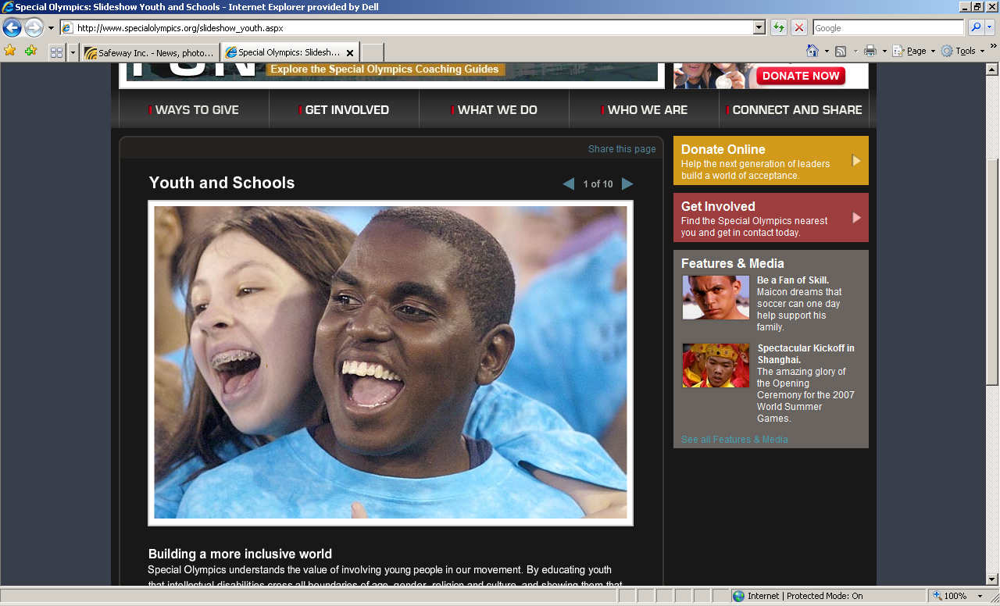 Special Olympics: Slideshow Youth and Schools - Internet Explorer provided by Dell
http://www.specialolympics.org/slideshow_youth.aspx
Google
Safeway Inc. - News, photo...
Special Olympics: Slidesh...
Page
Tools
FUN
Explore the Special Olympics Coaching Guides
DONATE NOW
WAYS TO GIVE
GET INVOLVED
WHAT WE DO
WHO WE ARE
CONNECT AND SHARE
Share this page
Youth and Schools
1 of 10
Building a more inclusive world
Special Olympics understands the value of involving young people in our movement. By educating youth
that intellectual disabilities cross all boundaries of age, gender, religion and culture, and showing them that
Donate Online
Help the next generation of leaders
build a world of acceptance.
Get Involved
Find the Special Olympics nearest
you and get in contact today.
Features & Media
Be a Fan of Skill.
Maicon dreams that
soccer can one day
help support his
family.
Spectacular Kickoff in
Shanghai.
The amazing glory of
the Opening
Ceremony for the 2007
World Summer
Games.
See all Features & Media
Internet | Protected Mode: On
100%